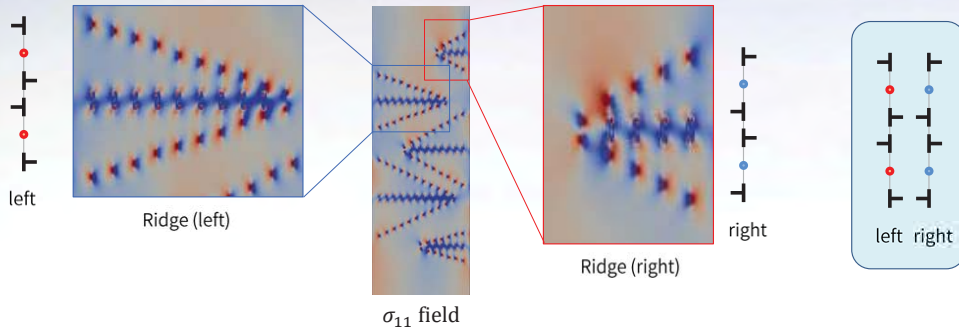 left
Ridge (left)
σ₁₁ field
Ridge (right)
right
left right